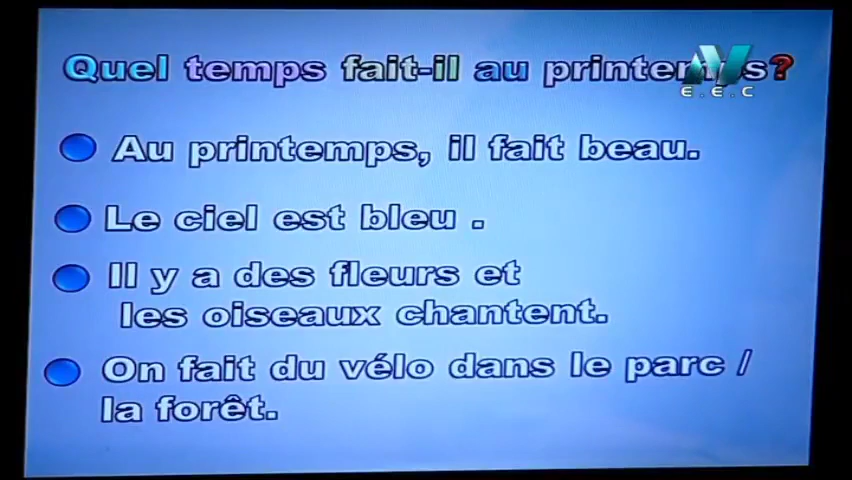 Quel temps fait-il au printemps?
E.E.C
Au printemps, il fait beau.
Le ciel est bleu .
Il y a des fleurs et
les oiseaux chantent.
On fait du vélo dans le parc /
la forêt.